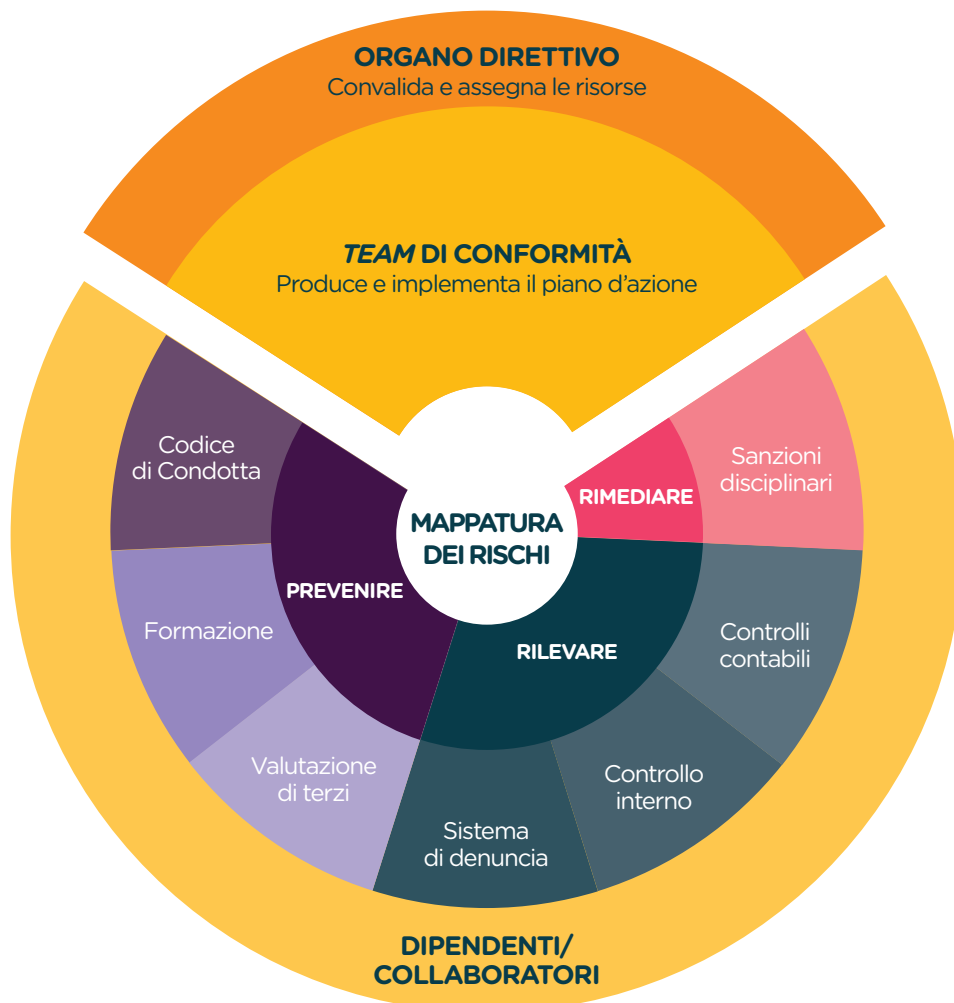 ORGANO DIRETTIVO
Convalida e assegna le risorse
TEAM DI CONFORMITÀ
Produce e implementa il piano d'azione
Codice
di Condotta
Sanzioni
disciplinari
RIMEDIARE
MAPPATURA
DEI RISCHI
PREVENIRE
Formazione
RILEVARE
Controlli
contabili
Valutazione
di terzi
Controllo
interno
Sistema
di denuncia
DIPENDENTI/
COLLABORATORI